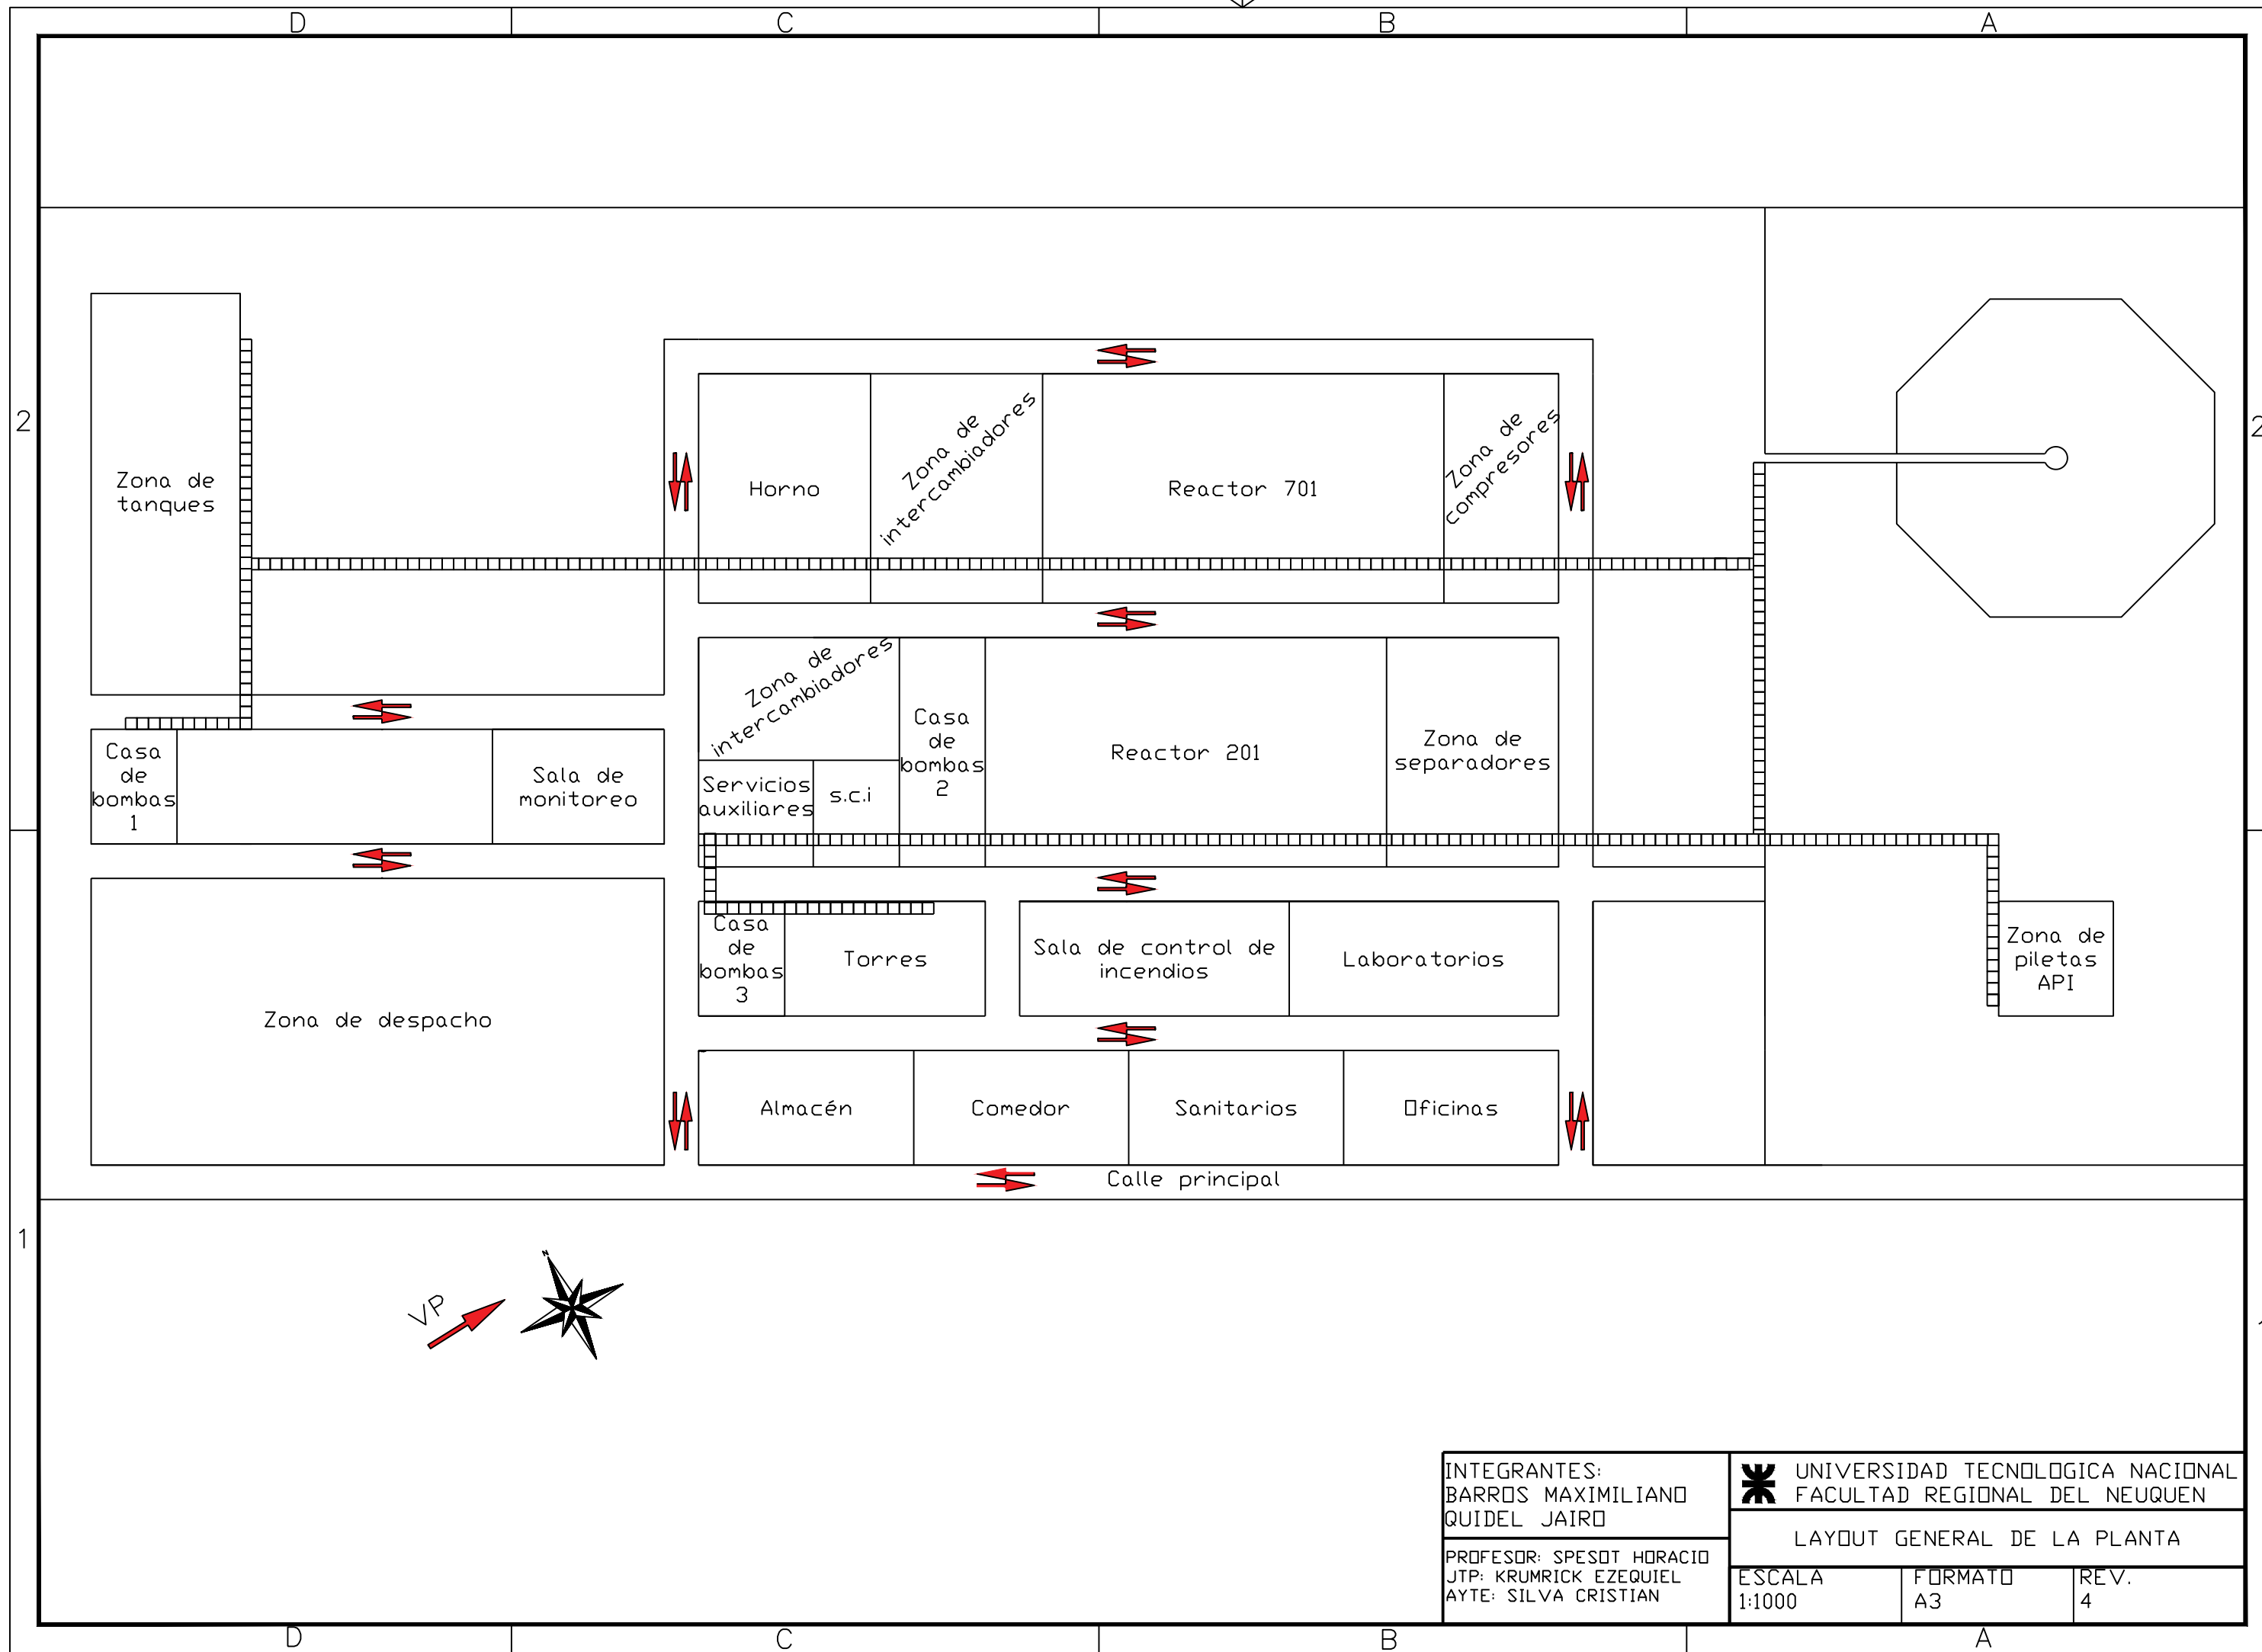 D
C
B
A
2
2
Zona de
tanques
Horno
Zona de
intercambiadores
Reactor 701
Zona de
compresores
Zona de
intercambiadores
Casa
de
bombas
2
Reactor 201
Zona de
separadores
Casa
de
bombas
1
Sala de
monitoreo
Servicios
auxiliares
s.c.i
Zona de despacho
Casa
de
bombas
3
Torres
Sala de control de
incendios
Laboratorios
Zona de
piletas
API
Almacén
Comedor
Sanitarios
Oficinas
Calle principal
1
N
VP
INTEGRANTES:
BARROS MAXIMILIANO
QUIDEL JAIRO
PROFESOR: SPESOT HORACIO
JTP: KRUMRICK EZEQUIEL
AYTE: SILVA CRISTIAN
UNIVERSIDAD TECNOLOGICA NACIONAL
FACULTAD REGIONAL DEL NEUQUEN
LAYOUT GENERAL DE LA PLANTA
ESCALA
1:1000
FORMATO
A3
REV.
4
D
C
B
A